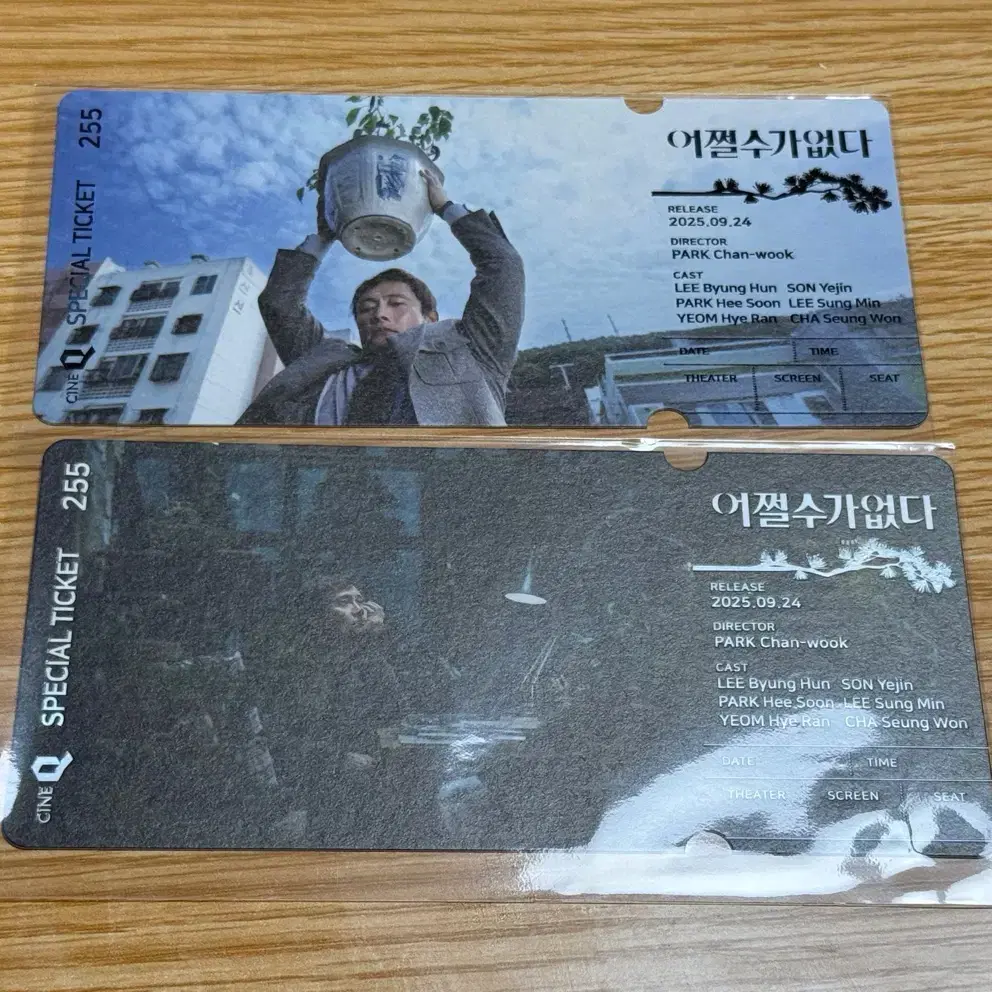 CINE Q SPECIAL TICKET 255
어쩔수가없다
RELEASE
2025.09.24
DIRECTOR
PARK Chan-wook
CAST
LEE Byung Hun SON Yejin
PARK Hee Soon LEE Sung Min
YEOM Hye Ran CHA Seung Won
DATE TIME
THEATER SCREEN SEAT
CINE Q SPECIAL TICKET 255
어쩔수가없다
RELEASE
2025.09.24
DIRECTOR
PARK Chan-wook
CAST
LEE Byung Hun SON Yejin
PARK Hee Soon LEE Sung Min
YEOM Hye Ran CHA Seung Won
DATE TIME
THEATER SCREEN SEAT